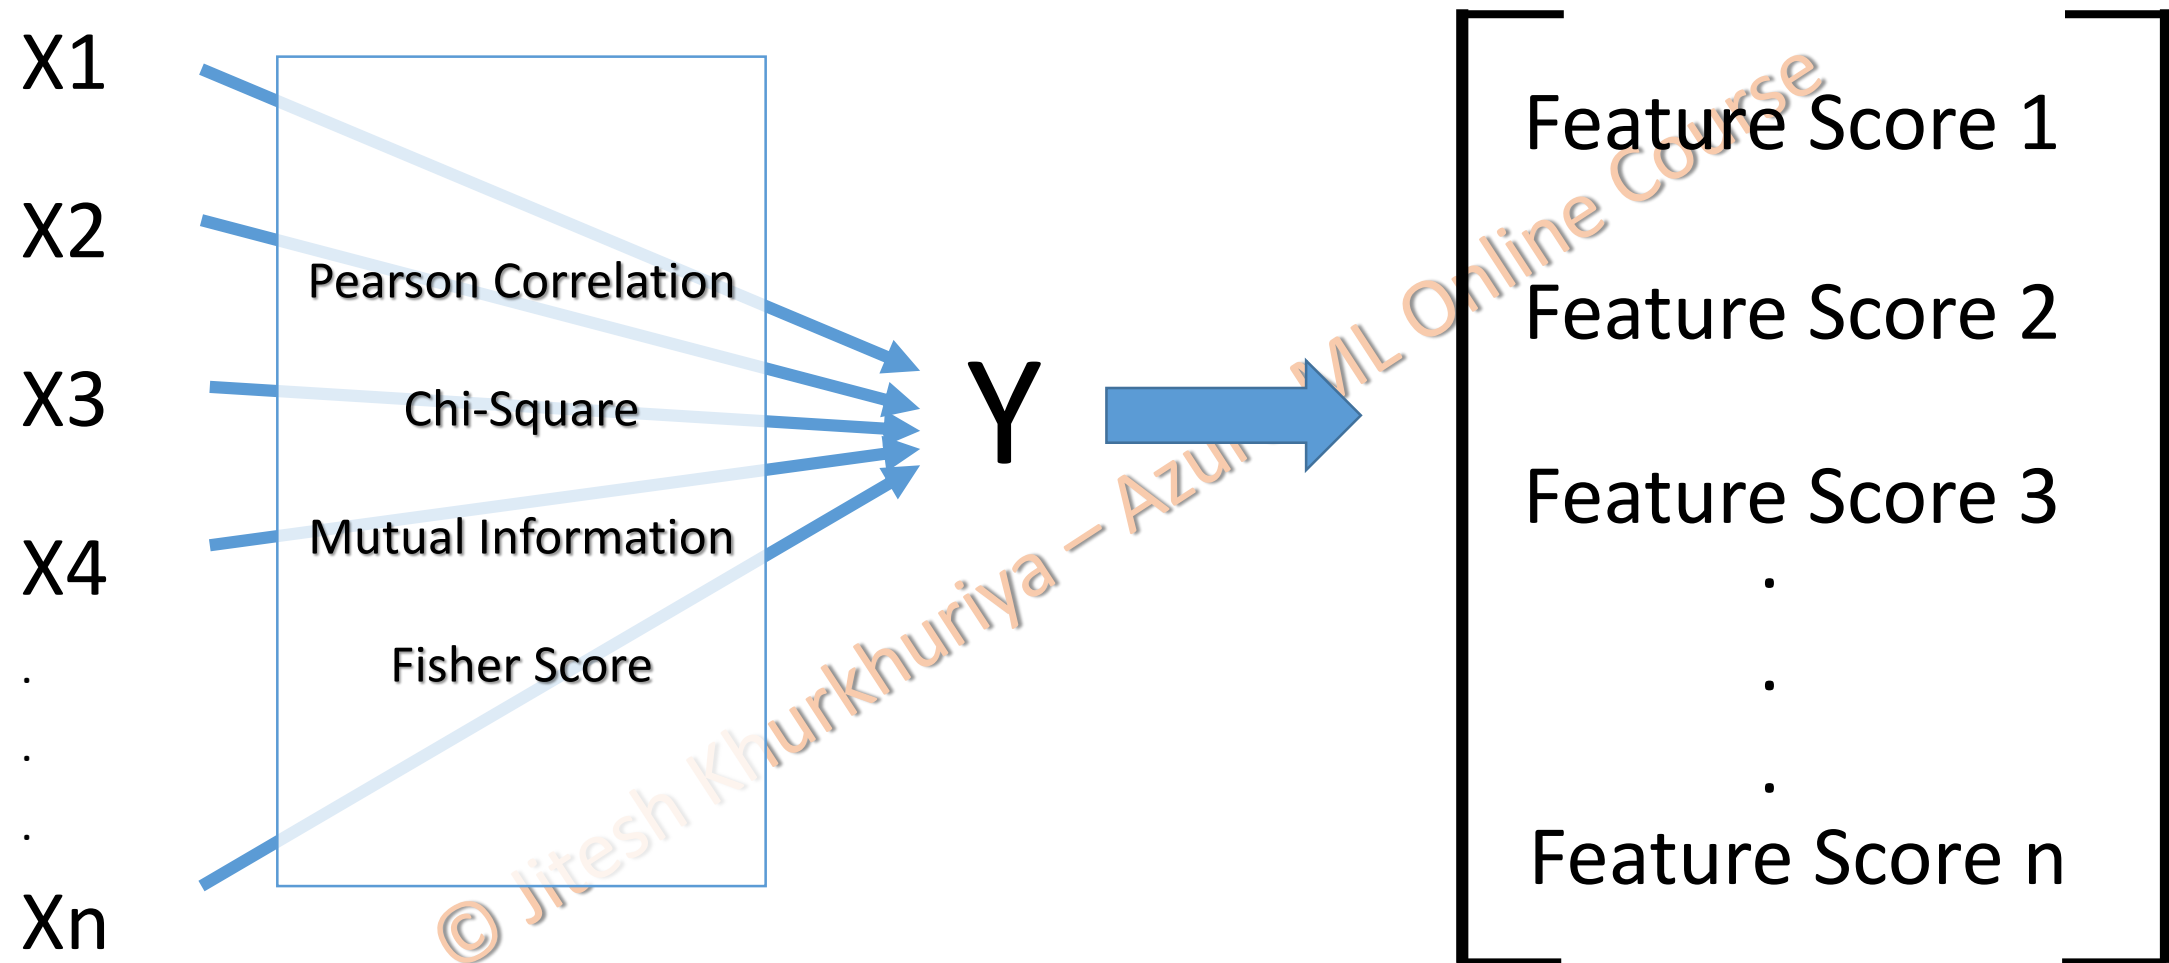 X1
X2
X3
X4
.
.
.
Xn
Pearson Correlation
Chi-Square
Mutual Information
Fisher Score
Y
Feature Score 1
Feature Score 2
Feature Score 3
.
.
.
Feature Score n
© Jitesh Khurkhuriya – Azure ML Online Course